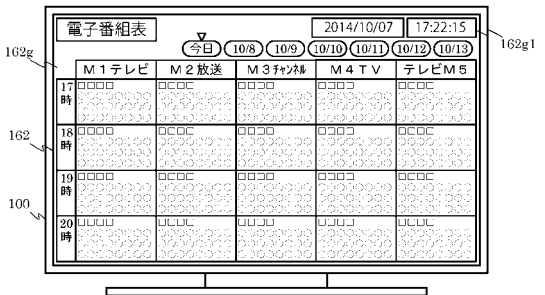 電子番組表 2014/10/07 17:22:15
162g1
今日 10/8 10/9 10/10 10/11 10/12 10/13
162g
M1テレビ M2放送 M3チャンネル M4TV テレビM5
17時 □□□□ □□□□ □□□□ □□□□ □□□□
162
18時 □□□□ □□□□ □□□□ □□□□ □□□□
19時 □□□□ □□□□ □□□□ □□□□ □□□□
100
20時 □□□□ □□□□ □□□□ □□□□ □□□□